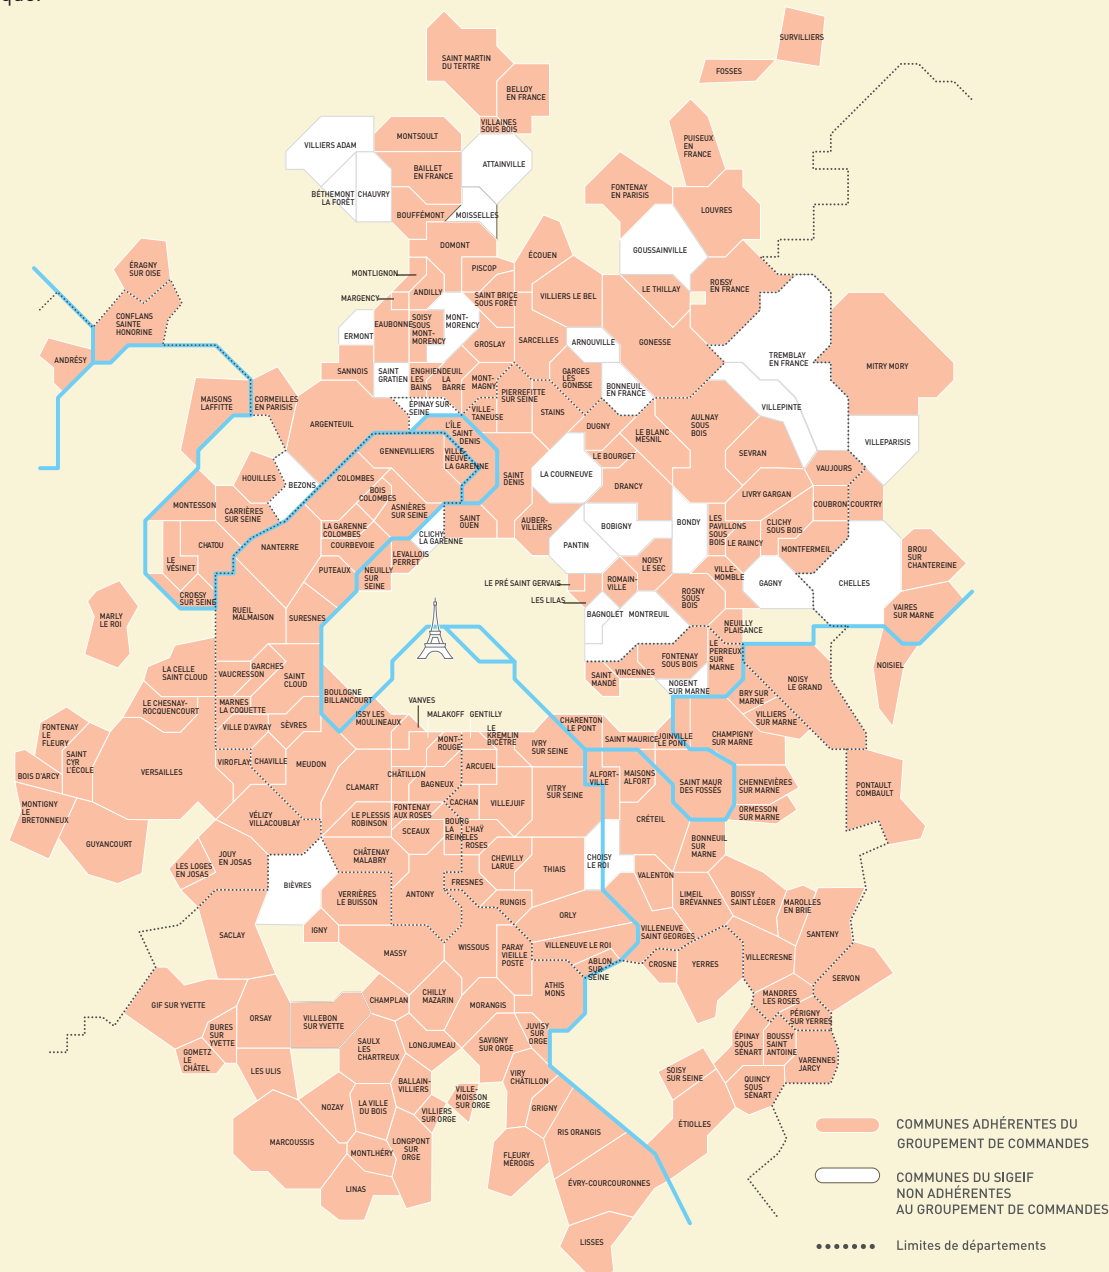 que.
SURVILLIERS
SAINT MARTIN
DU TERTRE
FOSSES
BELLOY
EN FRANCE
VILLAINES
SOUS BOIS
MONTSOULT
VILLIERS ADAM
PUISEUX
EN
FRANCE
ATTAINVILLE
BAILLET
EN FRANCE
BÉTHEMONT
LA FORÊT
CHAUVRY
FONTENAY
EN PARISIS
BOUFFÉMONT
MOISSELLES
LOUVRES
DOMONT
GOUSSAINVILLE
ÉCOUEN
ÉRAGNY
SUR OISE
MONTLIGNON
PISCOP
ANDILLY
LE THILLAY
ROISSY
EN FRANCE
MARGENCY
SAINT BRICE
SOUS FORÊT
VILLIERS LE BEL
CONFLANS
SAINTE
HONORINE
EAUBONNE
SOISY
SOUS
MONT-
MORENCY
MONT-
MORENCY
ERMONT
GROSLAY
SARCELLES
ARNOUVILLE
GONESSE
TREMBLAY
EN FRANCE
MITRY MORY
ANDRÉSY
SANNOIS
SAINT
GRATIEN
ENGHIEN
LES
BAINS
DEUIL
LA
BARRE
MONT-
MAGNY
GARGES
LÈS
GONESSE
BONNEUIL
EN FRANCE
PIERREFITTE
SUR SEINE
MAISONS
LAFFITTE
CORMEILLES
EN PARISIS
ÉPINAY SUR
SEINE
VILLE-
TANEUSE
STAINS
VILLEPINTE
ARGENTEUIL
L'ÎLE
SAINT
DENIS
DUGNY
LE BLANC
MESNIL
AULNAY
SOUS
BOIS
VILLEPARISIS
GENNEVILLIERS
VILLE
NEUVE
LA GARENNE
LE BOURGET
SEVRAN
VAUJOURS
HOUILLES
BEZONS
COLOMBES
BOIS
COLOMBES
SAINT
DENIS
LA COURNEUVE
DRANCY
LIVRY GARGAN
COUBRON
COURTRY
MONTESSON
CARRIÈRES
SUR SEINE
ASNIÈRES
SUR SEINE
SAINT
OUEN
AUBER-
VILLIERS
BOBIGNY
BONDY
LES
PAVILLONS
SOUS
BOIS
CLICHY
SOUS BOIS
LA GARENNE
COLOMBES
CLICHY
LA GARENNE
CHATOU
NANTERRE
COURBEVOIE
LEVALLOIS
PERRET
PANTIN
LE RAINCY
MONTFERMEIL
BROU
SUR
CHANTEREINE
LE
VÉSINET
PUTEAUX
NEUILLY
SUR
SEINE
NOISY
LE SEC
VILLE-
MOMBLE
GAGNY
CHELLES
LE PRÉ SAINT GERVAIS
ROMAIN-
VILLE
CROISSY
SUR SEINE
LES LILAS
ROSNY
SOUS
BOIS
VAIRES
SUR MARNE
MARLY
LE ROI
RUEIL
MALMAISON
SURESNES
BAGNOLET
MONTREUIL
NEUILLY
PLAISANCE
LA CELLE
SAINT CLOUD
VAUCRESSON
GARCHES
SAINT
CLOUD
FONTENAY
SOUS BOIS
LE
PERREUX
SUR
MARNE
NOISIEL
SAINT
MANDÉ
VINCENNES
NOISY
LE GRAND
NOGENT
SUR MARNE
BRY SUR
MARNE
BOULOGNE
BILLANCOURT
VANVES
MALAKOFF
GENTILLY
LE CHESNAY-
ROCQUENCOURT
MARNES
LA COQUETTE
ISSY LES
MOULINEAUX
CHARENTON
LE PONT
VILLIERS
SUR MARNE
FONTENAY
LE
FLEURY
VILLE D'AVRAY
SÈVRES
LE
KREMLIN
BICÊTRE
SAINT MAURICE
JOINVILLE
LE PONT
CHAMPIGNY
SUR MARNE
MONT-
ROUGE
IVRY
SUR SEINE
SAINT
CYR
L'ÉCOLE
VERSAILLES
VIROFLAY
CHAVILLE
MEUDON
ARCUEIL
BOIS D'ARCY
CHÂTILLON
BAGNEUX
ALFORT-
VILLE
MAISONS
ALFORT
SAINT MAUR
DES FOSSÉS
CHENNEVIÈRES
SUR MARNE
PONTAULT
COMBAULT
CLAMART
VITRY
SUR SEINE
MONTIGNY
LE
BRETONNEUX
VÉLIZY
VILLACOUBLAY
LE PLESSIS
ROBINSON
FONTENAY
AUX ROSES
CACHAN
VILLEJUIF
CRÉTEIL
ORMESSON
SUR MARNE
SCEAUX
BOURG
LA
REINE
L'HAŸ
LES
ROSES
BONNEUIL
SUR
MARNE
GUYANCOURT
JOUY
EN JOSAS
CHÂTENAY
MALABRY
CHEVILLY
LARUE
CHOISY
LE ROI
LES LOGES
EN JOSAS
THIAIS
VALENTON
BIÈVRES
VERRIÈRES
LE BUISSON
ANTONY
FRESNES
RUNGIS
LIMEIL
BRÉVANNES
BOISSY
SAINT LÉGER
MAROLLES
EN BRIE
ORLY
SACLAY
IGNY
VILLENEUVE
SAINT GEORGES
SANTENY
MASSY
WISSOUS
PARAY
VIEILLE
POSTE
VILLENEUVE LE ROI
ABLON
SUR
SEINE
CROSNE
YERRES
VILLECRESNE
SERVON
GIF SUR YVETTE
ORSAY
CHAMPLAN
CHILLY
MAZARIN
MORANGIS
ATHIS
MONS
MANDRES
LES ROSES
PÉRIGNY
SUR YERRES
VILLEBON
SUR YVETTE
BURES
SUR
YVETTE
JUVISY
SUR
ORGE
SAULX
LES
CHARTREUX
LONGJUMEAU
SAVIGNY
SUR ORGE
ÉPINAY
SOUS
SÉNART
BOUSSY
SAINT
ANTOINE
GOMETZ
LE
CHÂTEL
LES ULIS
VARENNES
JARCY
BALLAIN-
VILLIERS
VIRY
CHÂTILLON
SOISY
SUR SEINE
QUINCY
SOUS
SÉNART
NOZAY
LA VILLE
DU BOIS
VILLIERS
SUR ORGE
VILLE-
MOISSON
SUR ORGE
GRIGNY
ÉTIOLLES
MARCOUSSIS
MONTLHÉRY
LONGPONT
SUR
ORGE
RIS ORANGIS
FLEURY
MÉROGIS
LINAS
ÉVRY-COURCOURONNES
LISSES
COMMUNES ADHÉRENTES DU
GROUPEMENT DE COMMANDES
COMMUNES DU SIGEIF
NON ADHÉRENTES
AU GROUPEMENT DE COMMANDES
Limites de départements